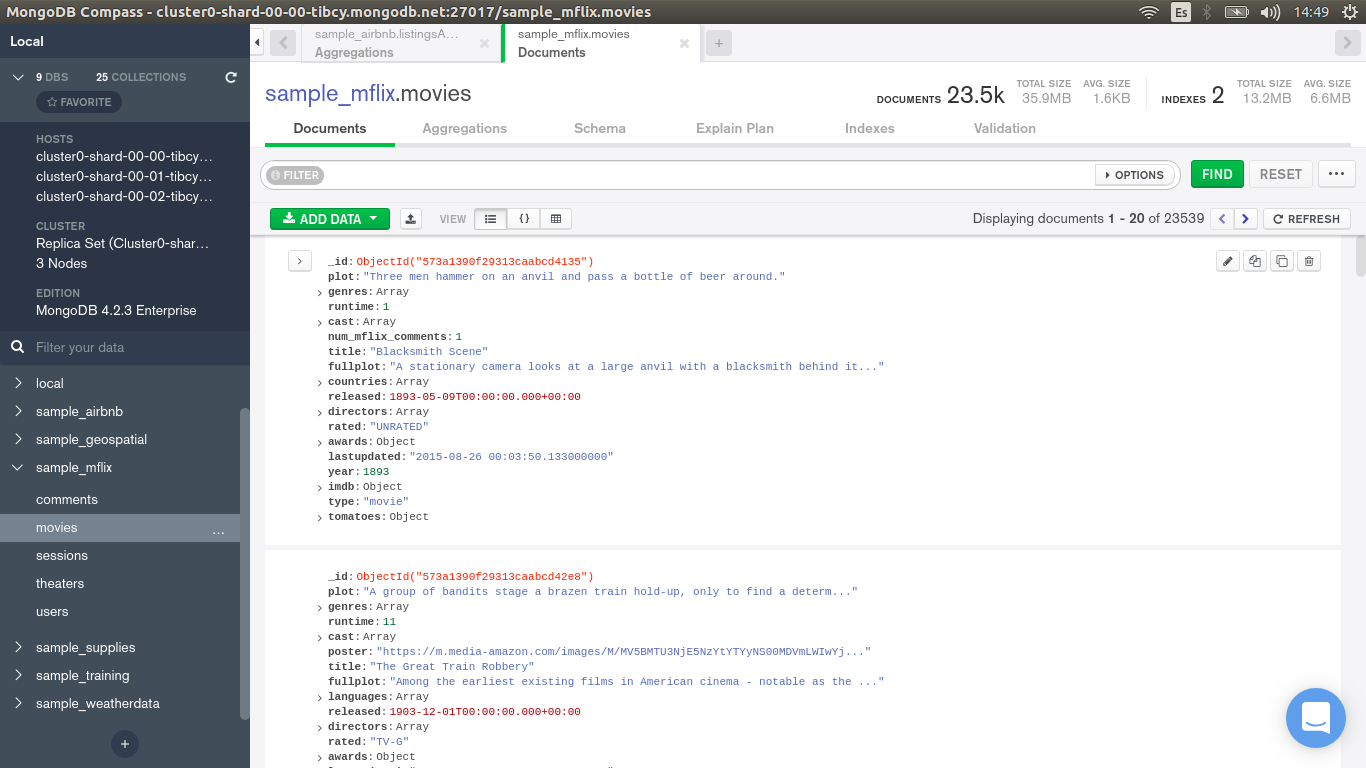 MongoDB Compass - cluster0-shard-00-00-tibcy.mongodb.net:27017/sample_mflix.movies
Es
14:49
Local
9 DBS 25 COLLECTIONS
FAVORITE
HOSTS
cluster0-shard-00-00-tibcy...
cluster0-shard-00-01-tibcy...
cluster0-shard-00-02-tibcy...
CLUSTER
Replica Set (Cluster0-shar...
3 Nodes
EDITION
MongoDB 4.2.3 Enterprise
Filter your data
local
sample_airbnb
sample_geospatial
sample_mflix
comments
movies ...
sessions
theaters
users
sample_supplies
sample_training
sample_weatherdata
+
sample_airbnb.listingsA...
Aggregations
sample_mflix.movies
Documents
+
sample_mflix.movies
DOCUMENTS 23.5k
TOTAL SIZE
35.9MB
AVG. SIZE
1.6KB
INDEXES 2
TOTAL SIZE
13.2MB
AVG. SIZE
6.6MB
Documents Aggregations Schema Explain Plan Indexes Validation
FILTER
OPTIONS
FIND
RESET
...
ADD DATA
VIEW
{}
Displaying documents 1 - 20 of 23539
REFRESH
_id:ObjectId("573a1390f29313caabcd4135")
plot:"Three men hammer on an anvil and pass a bottle of beer around."
genres:Array
runtime:1
cast:Array
num_mflix_comments:1
title:"Blacksmith Scene"
fullplot:"A stationary camera looks at a large anvil with a blacksmith behind it..."
countries:Array
released:1893-05-09T00:00:00.000+00:00
directors:Array
rated:"UNRATED"
awards:Object
lastupdated:"2015-08-26 00:03:50.133000000"
year:1893
imdb:Object
type:"movie"
tomatoes:Object
_id:ObjectId("573a1390f29313caabcd42e8")
plot:"A group of bandits stage a brazen train hold-up, only to find a determ..."
genres:Array
runtime:11
cast:Array
poster:"https://m.media-amazon.com/images/M/MV5BMTU3NjE5NzYtYTYyNS00MDVmLWIwYj..."
title:"The Great Train Robbery"
fullplot:"Among the earliest existing films in American cinema - notable as the ..."
languages:Array
released:1903-12-01T00:00:00.000+00:00
directors:Array
rated:"TV-G"
awards:Object